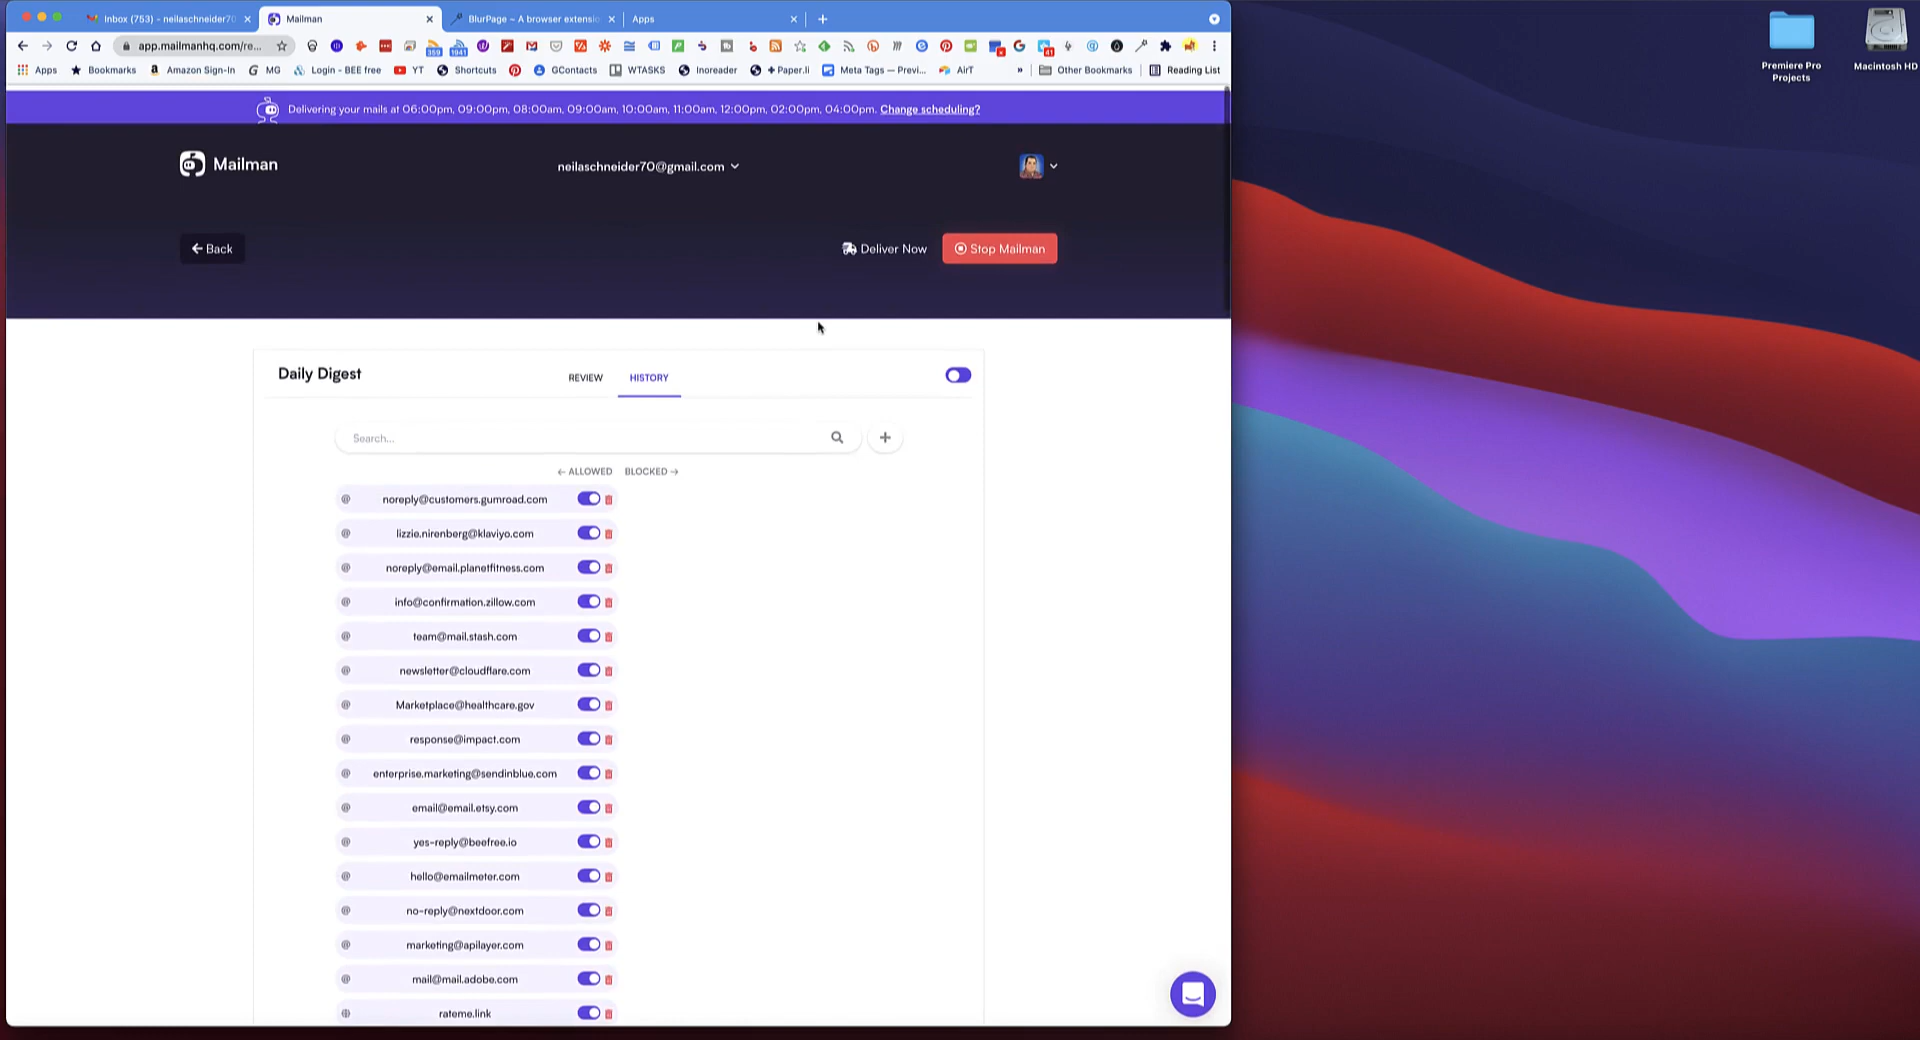 Inbox (753) - neilaschneider70
Mailman
BlurPage ~ A browser extensi
Apps
app.mailmanhq.com/re...
359
1941
41
Apps
Bookmarks
Amazon Sign-In
MG
Login - BEE free
YT
Shortcuts
GContacts
WTASKS
Inoreader
+ Paper.li
Meta Tags — Previ...
AirT
»
Other Bookmarks
Reading List
Delivering your mails at 06:00pm, 09:00pm, 08:00am, 09:00am, 10:00am, 11:00am, 12:00pm, 02:00pm, 04:00pm. Change scheduling?
Mailman
neilaschneider70@gmail.com
← Back
Deliver Now
Stop Mailman
Daily Digest
REVIEW
HISTORY
Search...
+
← ALLOWED
BLOCKED →
@ noreply@customers.gumroad.com
@ lizzie.nirenberg@klaviyo.com
@ noreply@email.planetfitness.com
@ info@confirmation.zillow.com
@ team@mail.stash.com
@ newsletter@cloudflare.com
@ Marketplace@healthcare.gov
@ response@impact.com
@ enterprise.marketing@sendinblue.com
@ email@email.etsy.com
@ yes-reply@beefree.io
@ hello@emailmeter.com
@ no-reply@nextdoor.com
@ marketing@apilayer.com
@ mail@mail.adobe.com
rateme.link
Premiere Pro
Projects
Macintosh HD